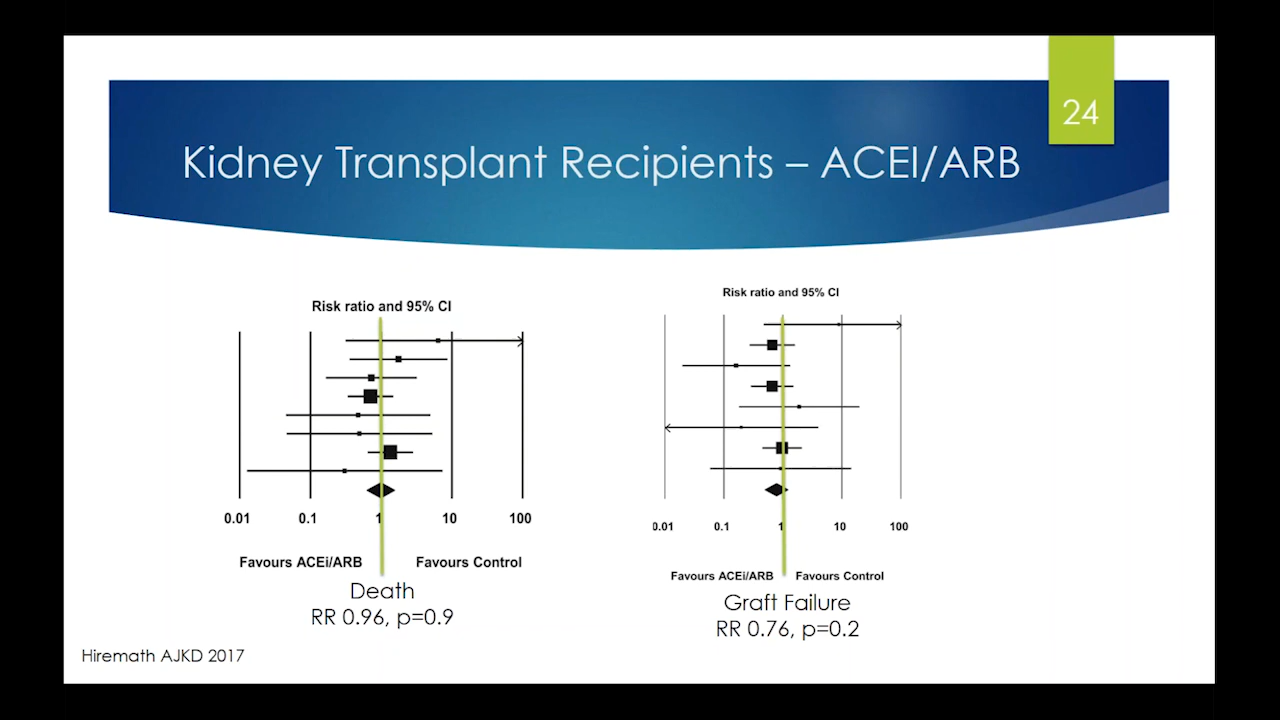 24
Kidney Transplant Recipients – ACEI/ARB
Risk ratio and 95% CI
0.01 0.1 1 10 100
Favours ACEi/ARB Favours Control
Death
RR 0.96, p=0.9
Risk ratio and 95% CI
0.01 0.1 1 10 100
Favours ACEi/ARB Favours Control
Graft Failure
RR 0.76, p=0.2
Hiremath AJKD 2017